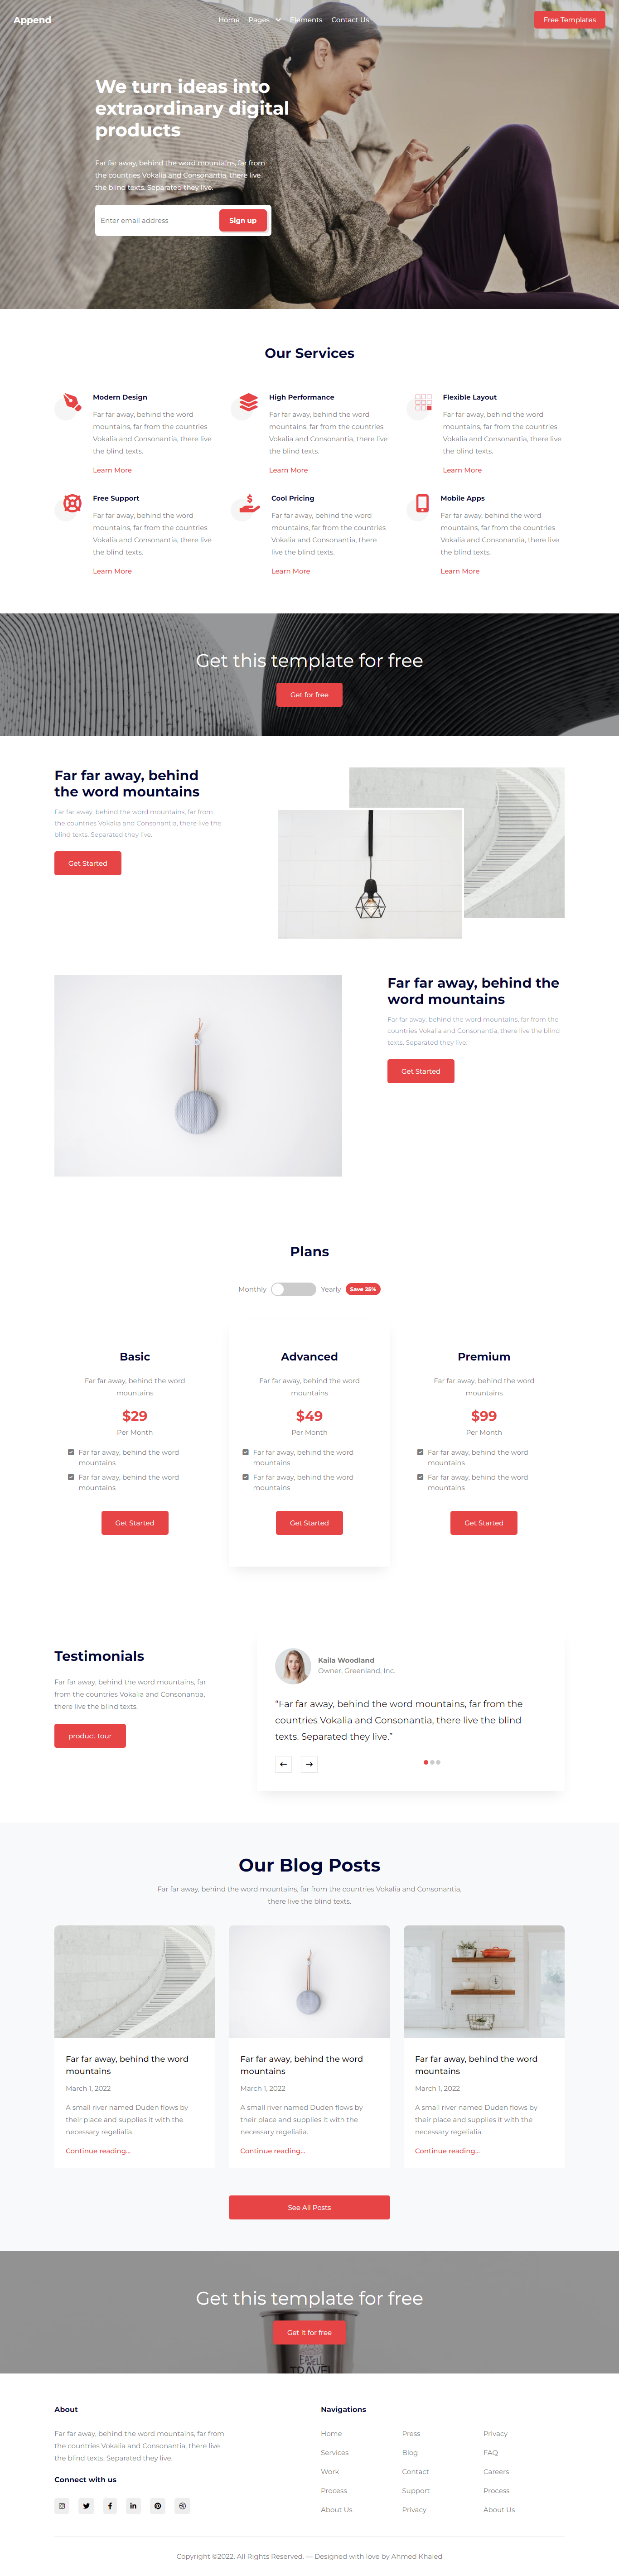 Append
Home Pages Elements Contact Us
Free Templates
We turn ideas into
extraordinary digital
products
Far far away, behind the word mountains, far from
the countries Vokalia and Consonantia, there live
the blind texts. Separated they live.
Enter email address
Sign up
Our Services
Modern Design
Far far away, behind the word
mountains, far from the countries
Vokalia and Consonantia, there live
the blind texts.
Learn More
High Performance
Far far away, behind the word
mountains, far from the countries
Vokalia and Consonantia, there live
the blind texts.
Learn More
Flexible Layout
Far far away, behind the word
mountains, far from the countries
Vokalia and Consonantia, there live
the blind texts.
Learn More
Free Support
Far far away, behind the word
mountains, far from the countries
Vokalia and Consonantia, there live
the blind texts.
Learn More
Cool Pricing
Far far away, behind the word
mountains, far from the countries
Vokalia and Consonantia, there
live the blind texts.
Learn More
Mobile Apps
Far far away, behind the word
mountains, far from the countries
Vokalia and Consonantia, there live
the blind texts.
Learn More
Get this template for free
Get for free
Far far away, behind
the word mountains
Far far away, behind the word mountains, far from
the countries Vokalia and Consonantia, there live the
blind texts. Separated they live.
Get Started
Far far away, behind the
word mountains
Far far away, behind the word mountains, far from the
countries Vokalia and Consonantia, there live the blind
texts. Separated they live.
Get Started
Plans
Monthly Yearly Save 25%
Basic
Far far away, behind the word
mountains
$29
Per Month
Far far away, behind the word
mountains
Far far away, behind the word
mountains
Get Started
Advanced
Far far away, behind the word
mountains
$49
Per Month
Far far away, behind the word
mountains
Far far away, behind the word
mountains
Get Started
Premium
Far far away, behind the word
mountains
$99
Per Month
Far far away, behind the word
mountains
Far far away, behind the word
mountains
Get Started
Testimonials
Far far away, behind the word mountains, far
from the countries Vokalia and Consonantia,
there live the blind texts.
product tour
Kaila Woodland
Owner, Greenland, Inc.
“Far far away, behind the word mountains, far from the
countries Vokalia and Consonantia, there live the blind
texts. Separated they live.”
Our Blog Posts
Far far away, behind the word mountains, far from the countries Vokalia and Consonantia,
there live the blind texts.
Far far away, behind the word
mountains
March 1, 2022
A small river named Duden flows by
their place and supplies it with the
necessary regelialia.
Continue reading...
Far far away, behind the word
mountains
March 1, 2022
A small river named Duden flows by
their place and supplies it with the
necessary regelialia.
Continue reading...
Far far away, behind the word
mountains
March 1, 2022
A small river named Duden flows by
their place and supplies it with the
necessary regelialia.
Continue reading...
See All Posts
Get this template for free
Get it for free
EAT
WELL
TRAVEL
About
Far far away, behind the word mountains, far from
the countries Vokalia and Consonantia, there live
the blind texts. Separated they live.
Connect with us
Navigations
Home
Services
Work
Process
About Us
Press
Blog
Contact
Support
Privacy
Privacy
FAQ
Careers
Process
About Us
Copyright ©2022. All Rights Reserved. — Designed with love by Ahmed Khaled